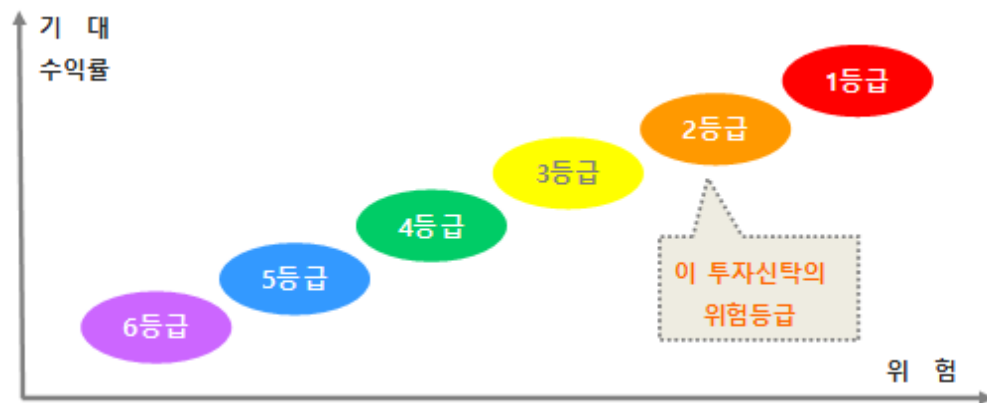 기 대
수익률
1등급
2등급
3등급
4등급
5등급
6등급
이 투자신탁의
위험등급
위 험